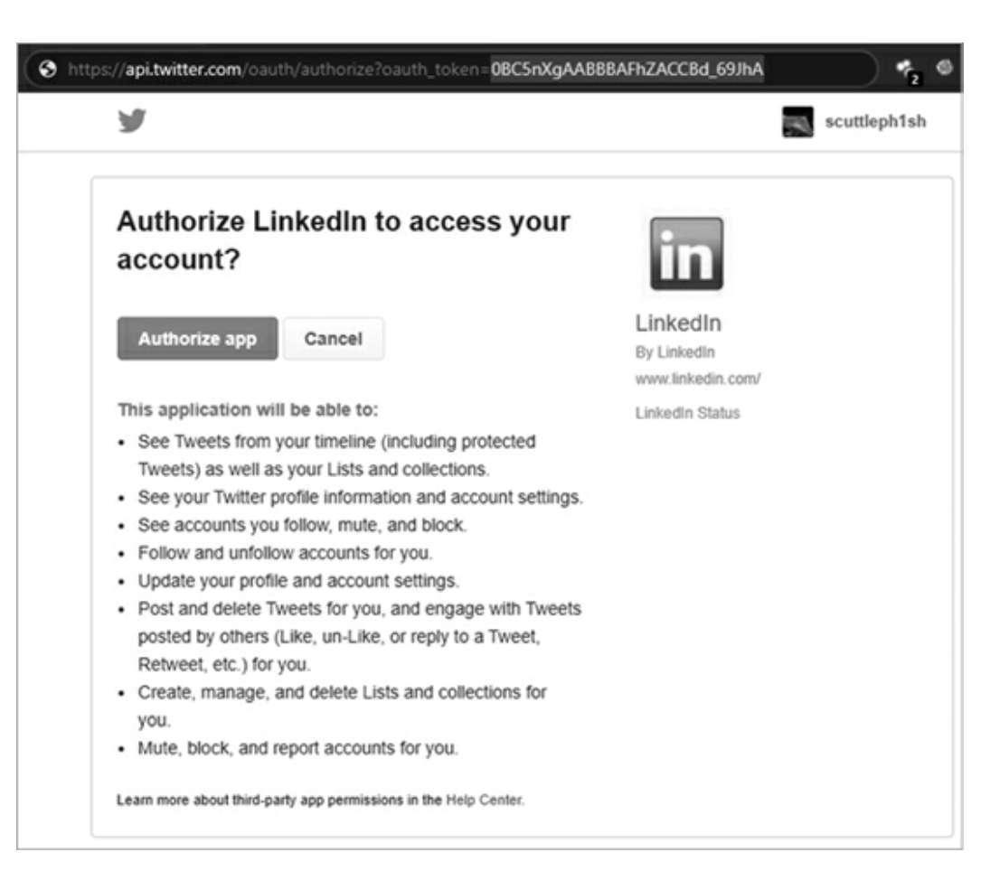 https://api.twitter.com/oauth/authorize?oauth_token=0BC5nXgAABBBAFhZACCBd_69JhA
2
scuttleph1sh
Authorize LinkedIn to access your
account?
Authorize app
Cancel
This application will be able to:
• See Tweets from your timeline (including protected
Tweets) as well as your Lists and collections.
• See your Twitter profile information and account settings.
• See accounts you follow, mute, and block.
• Follow and unfollow accounts for you.
• Update your profile and account settings.
• Post and delete Tweets for you, and engage with Tweets
posted by others (Like, un-Like, or reply to a Tweet,
Retweet, etc.) for you.
• Create, manage, and delete Lists and collections for
you.
• Mute, block, and report accounts for you.
Learn more about third-party app permissions in the Help Center.
in
LinkedIn
By LinkedIn
www.linkedin.com/
LinkedIn Status